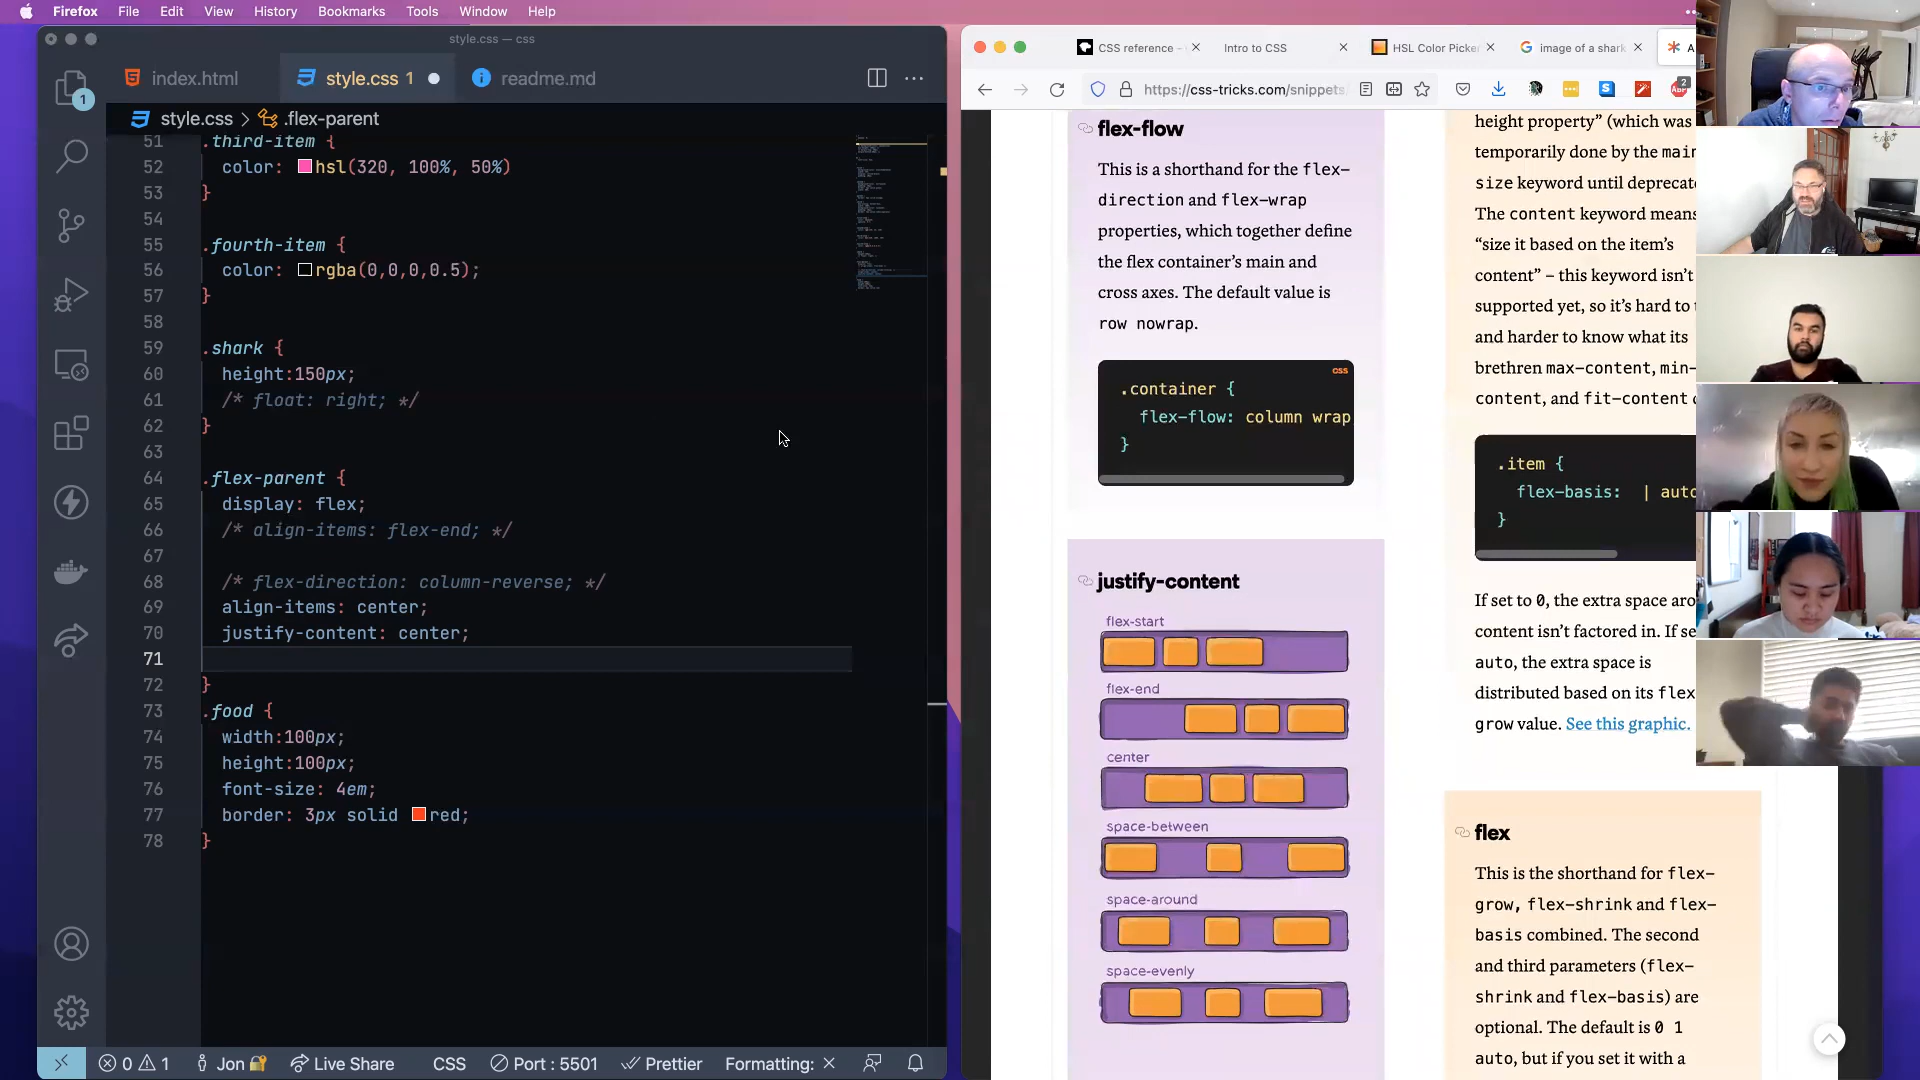 Firefox File Edit View History Bookmarks Tools Window Help
style.css — css
index.html
style.css 1
readme.md
1
style.css > .flex-parent
51 .third-item {
52 color: hsl(320, 100%, 50%)
53 }
54
55 .fourth-item {
56 color: rgba(0,0,0,0.5);
57 }
58
59 .shark {
60 height:150px;
61 /* float: right; */
62 }
63
64 .flex-parent {
65 display: flex;
66 /* align-items: flex-end; */
67
68 /* flex-direction: column-reverse; */
69 align-items: center;
70 justify-content: center;
71
72 }
73 .food {
74 width:100px;
75 height:100px;
76 font-size: 4em;
77 border: 3px solid red;
78 }
0 1 Jon Live Share CSS Port : 5501 Prettier Formatting: ×
CSS reference –
Intro to CSS
HSL Color Picke
image of a shark
A
https://css-tricks.com/snippets
2
flex-flow
This is a shorthand for the flex-
direction and flex-wrap
properties, which together define
the flex container’s main and
cross axes. The default value is
row nowrap.
CSS
.container {
flex-flow: column wrap
}
justify-content
flex-start
flex-end
center
space-between
space-around
space-evenly
height property” (which was
temporarily done by the main
size keyword until deprecate
The content keyword means
“size it based on the item’s
content” – this keyword isn’t
supported yet, so it’s hard to
and harder to know what its
brethren max-content, min-
content, and fit-content
.item {
flex-basis: | auto
}
If set to 0, the extra space aro
content isn’t factored in. If se
auto, the extra space is
distributed based on its flex
grow value. See this graphic.
flex
This is the shorthand for flex-
grow, flex-shrink and flex-
basis combined. The second
and third parameters (flex-
shrink and flex-basis) are
optional. The default is 0 1
auto, but if you set it with a